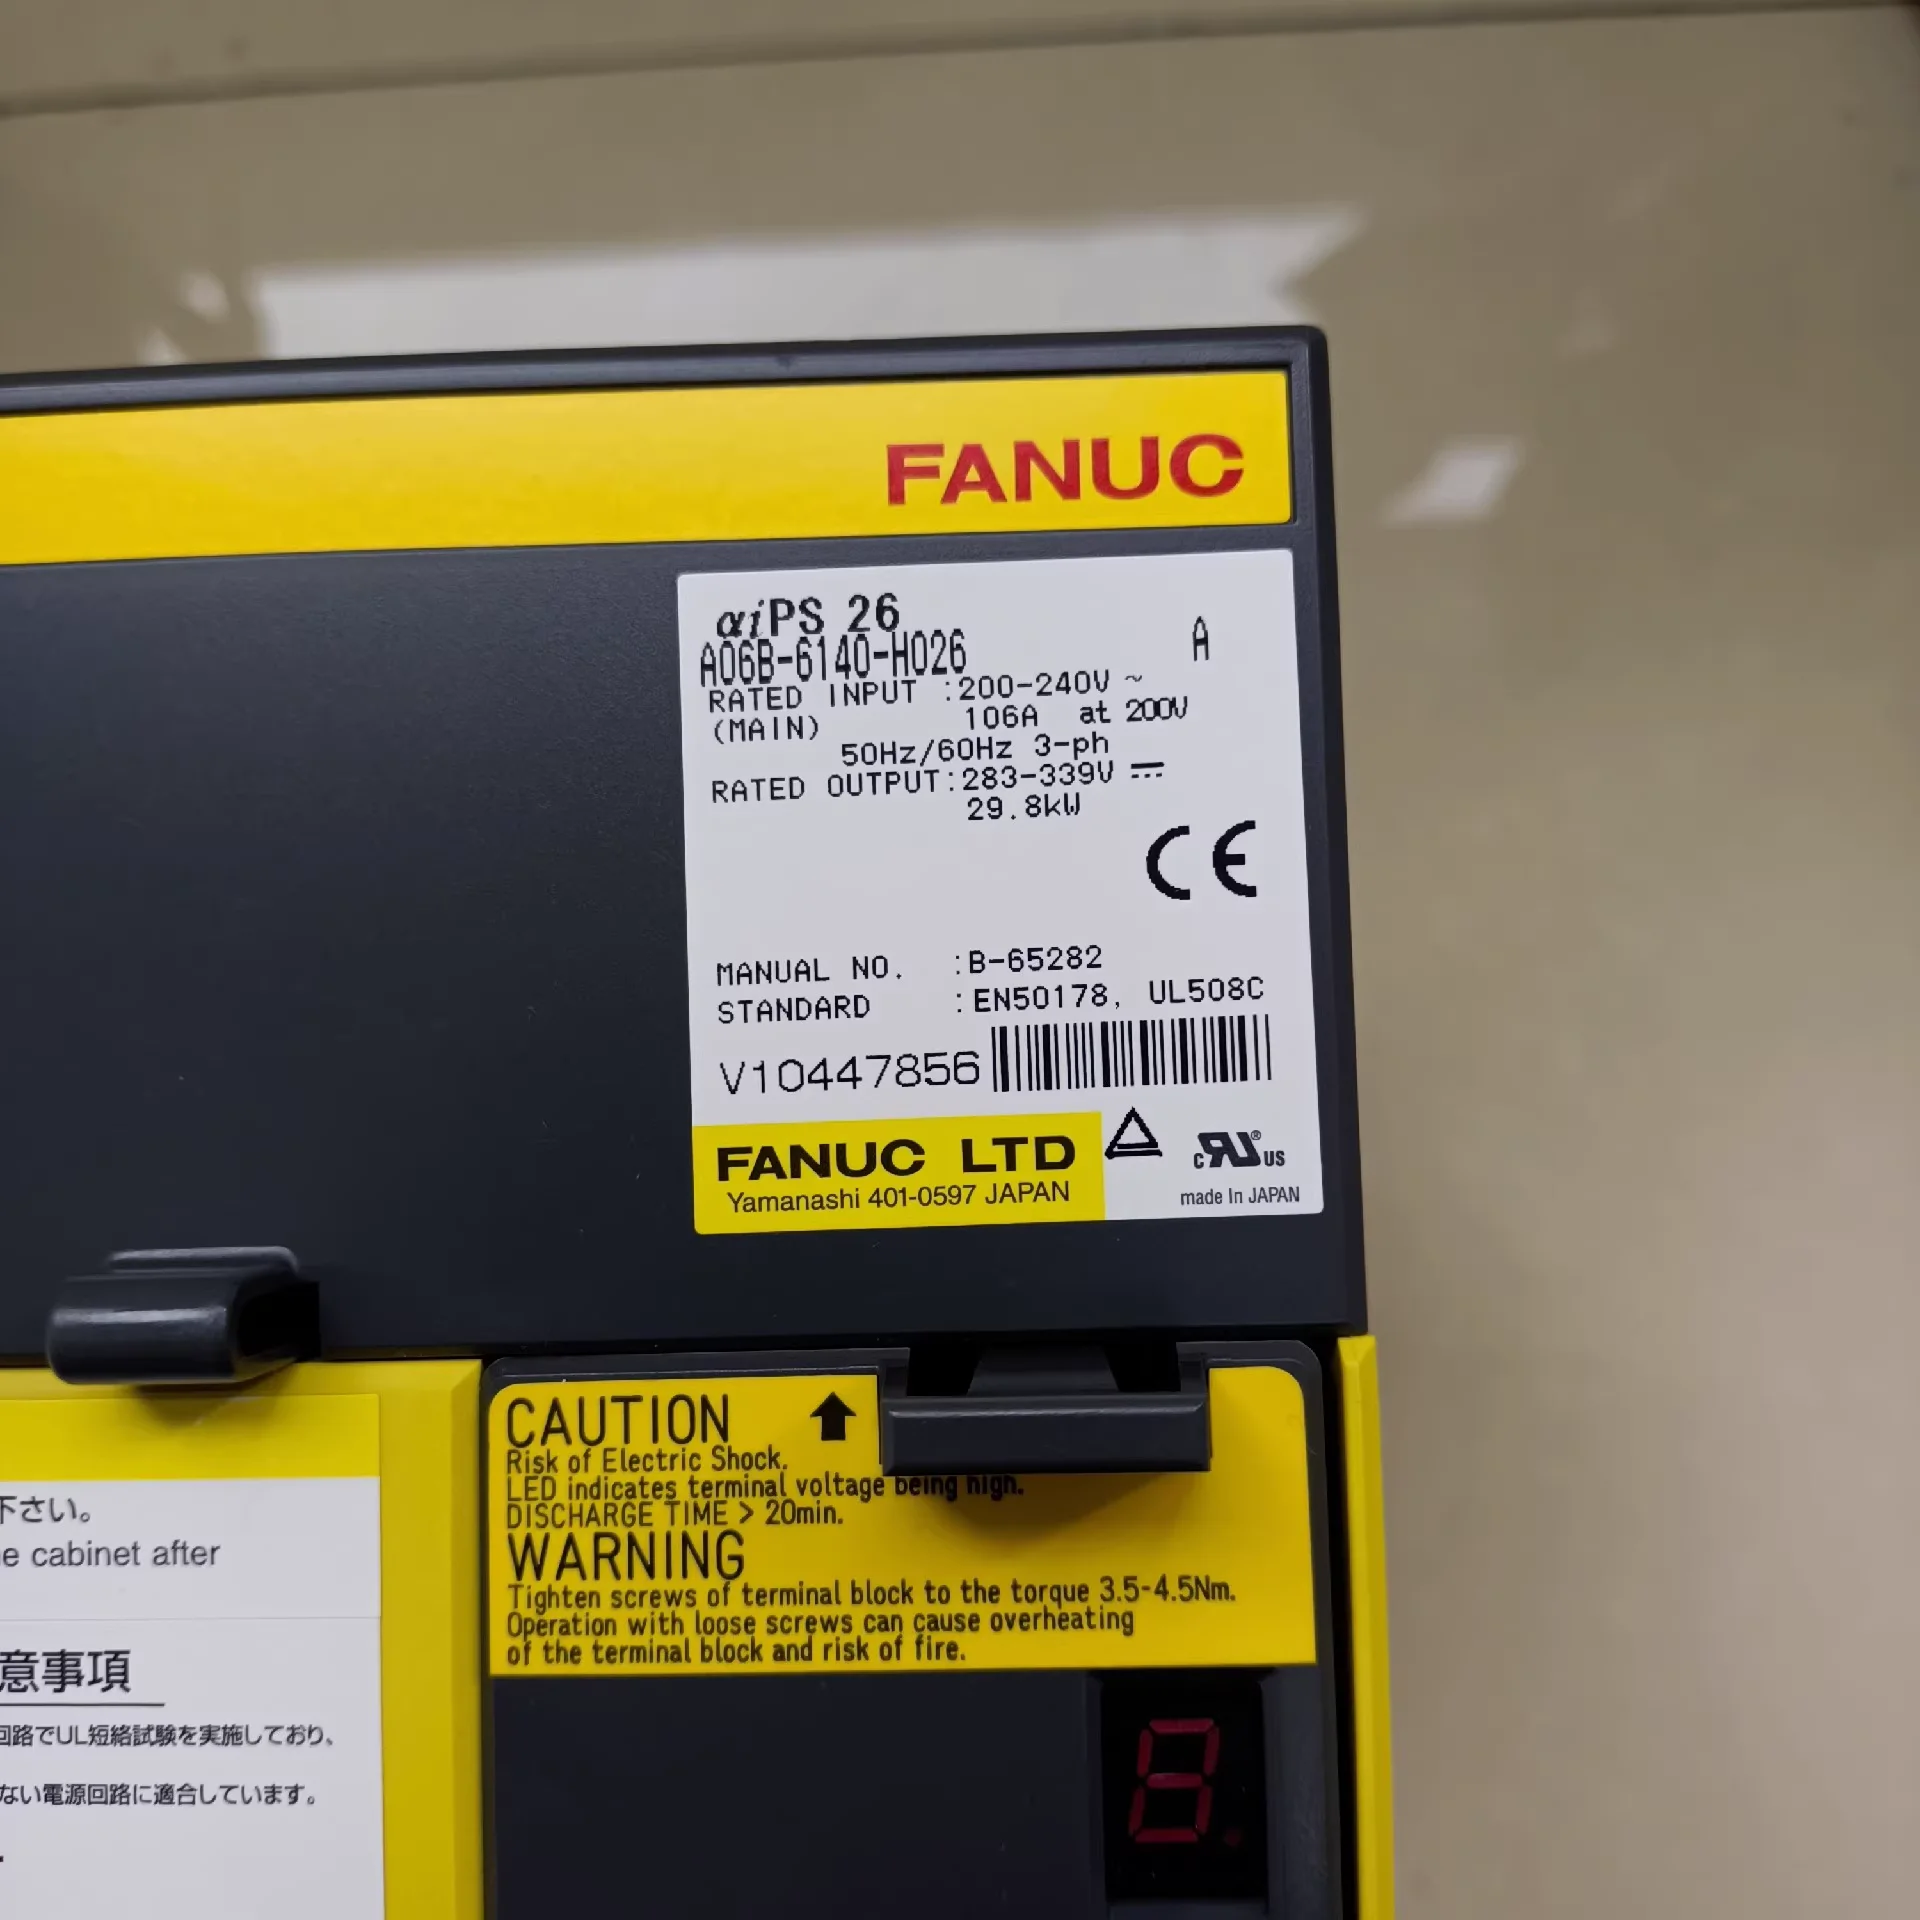 FANUC
αiPS 26
A06B-6140-H026 A
RATED INPUT :200-240V ~
(MAIN) 106A at 200V
50Hz/60Hz 3-ph
RATED OUTPUT:283-339V ⎓
29.8kW
CE
MANUAL NO. :B-65282
STANDARD :EN50178, UL508C
V10447856
FANUC LTD
Yamanashi 401-0597 JAPAN
c RU ® US
made In JAPAN
CAUTION
Risk of Electric Shock.
LED indicates terminal voltage being high.
DISCHARGE TIME > 20min.
WARNING
Tighten screws of terminal block to the torque 3.5-4.5Nm.
Operation with loose screws can cause overheating
of the terminal block and risk of fire.
下さい。
e cabinet after
意事項
回路でUL短絡試験を実施しており、
ない電源回路に適合しています。
8.